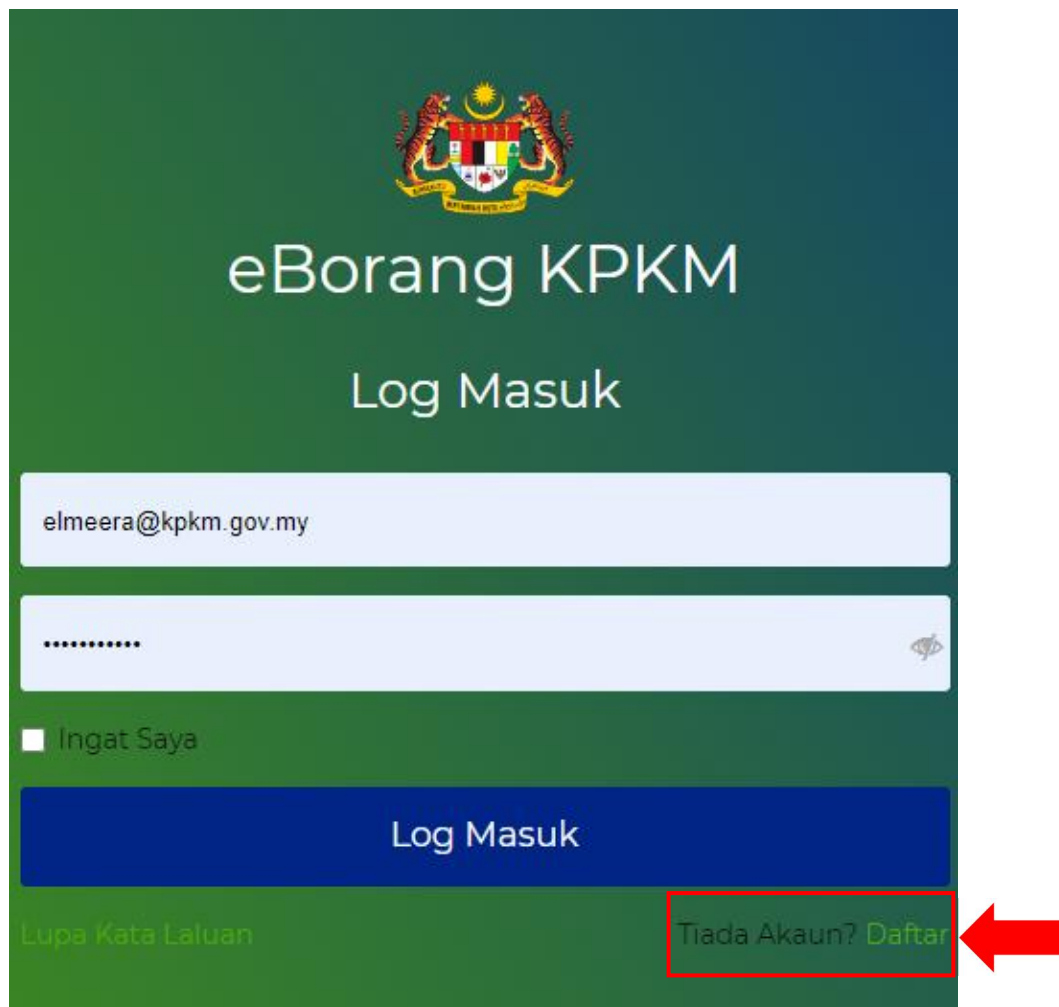 eBorang KPKM
Log Masuk
elmeera@kpkm.gov.my
•••••••••••
Ingat Saya
Log Masuk
Lupa Kata Laluan
Tiada Akaun? Daftar